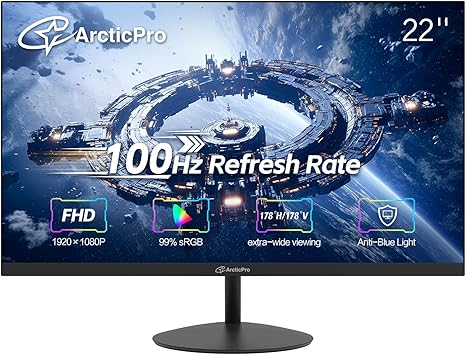 ArcticPro
22"
100Hz Refresh Rate
FHD
1920×1080P
99% sRGB
178°H/178°V
extra-wide viewing
Anti-Blue Light
ArcticPro